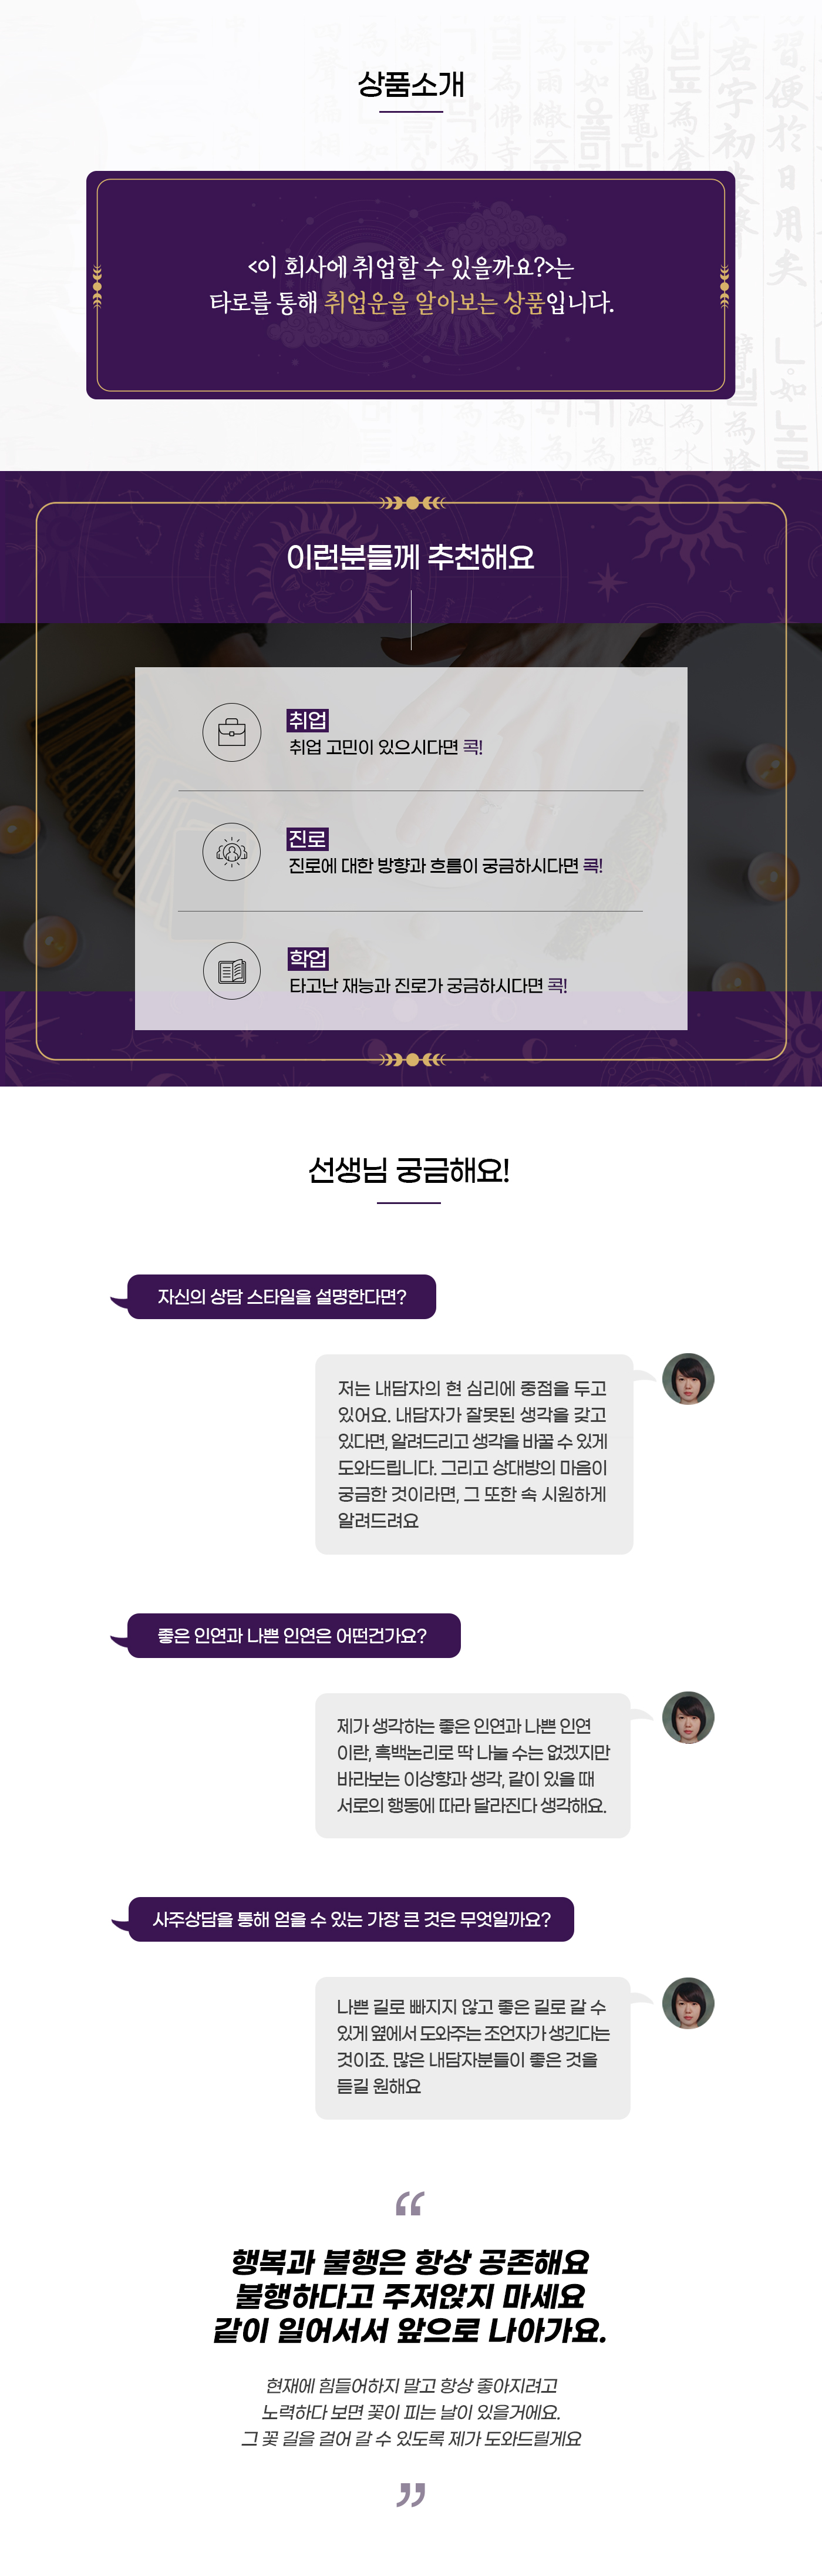 상품소개
<이 회사에 취업할 수 있을까요?>는
타로를 통해 취업운을 알아보는 상품입니다.
이런분들께 추천해요
취업
취업 고민이 있으시다면 콕!
진로
진로에 대한 방향과 흐름이 궁금하시다면 콕!
학업
타고난 재능과 진로가 궁금하시다면 콕!
선생님 궁금해요!
자신의 상담 스타일을 설명한다면?
저는 내담자의 현 심리에 중점을 두고
있어요. 내담자가 잘못된 생각을 갖고
있다면, 알려드리고 생각을 바꿀 수 있게
도와드립니다. 그리고 상대방의 마음이
궁금한 것이라면, 그 또한 속 시원하게
알려드려요
좋은 인연과 나쁜 인연은 어떤건가요?
제가 생각하는 좋은 인연과 나쁜 인연
이란, 흑백논리로 딱 나눌 수는 없겠지만
바라보는 이상향과 생각, 같이 있을 때
서로의 행동에 따라 달라진다 생각해요.
사주상담을 통해 얻을 수 있는 가장 큰 것은 무엇일까요?
나쁜 길로 빠지지 않고 좋은 길로 갈 수
있게 옆에서 도와주는 조언자가 생긴다는
것이죠. 많은 내담자분들이 좋은 것을
듣길 원해요
“
행복과 불행은 항상 공존해요
불행하다고 주저앉지 마세요
같이 일어서서 앞으로 나아가요.
현재에 힘들어하지 말고 항상 좋아지려고
노력하다 보면 꽃이 피는 날이 있을거에요.
그 꽃 길을 걸어 갈 수 있도록 제가 도와드릴게요
”